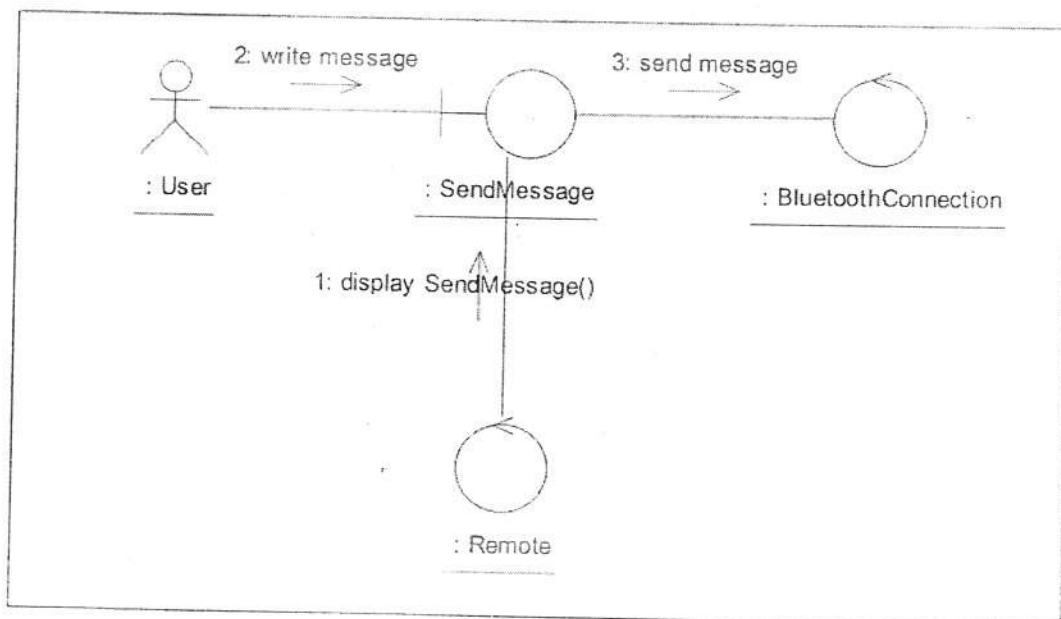 2: write message
3: send message
: User
: SendMessage
: BluetoothConnection
1: display SendMessage()
: Remote